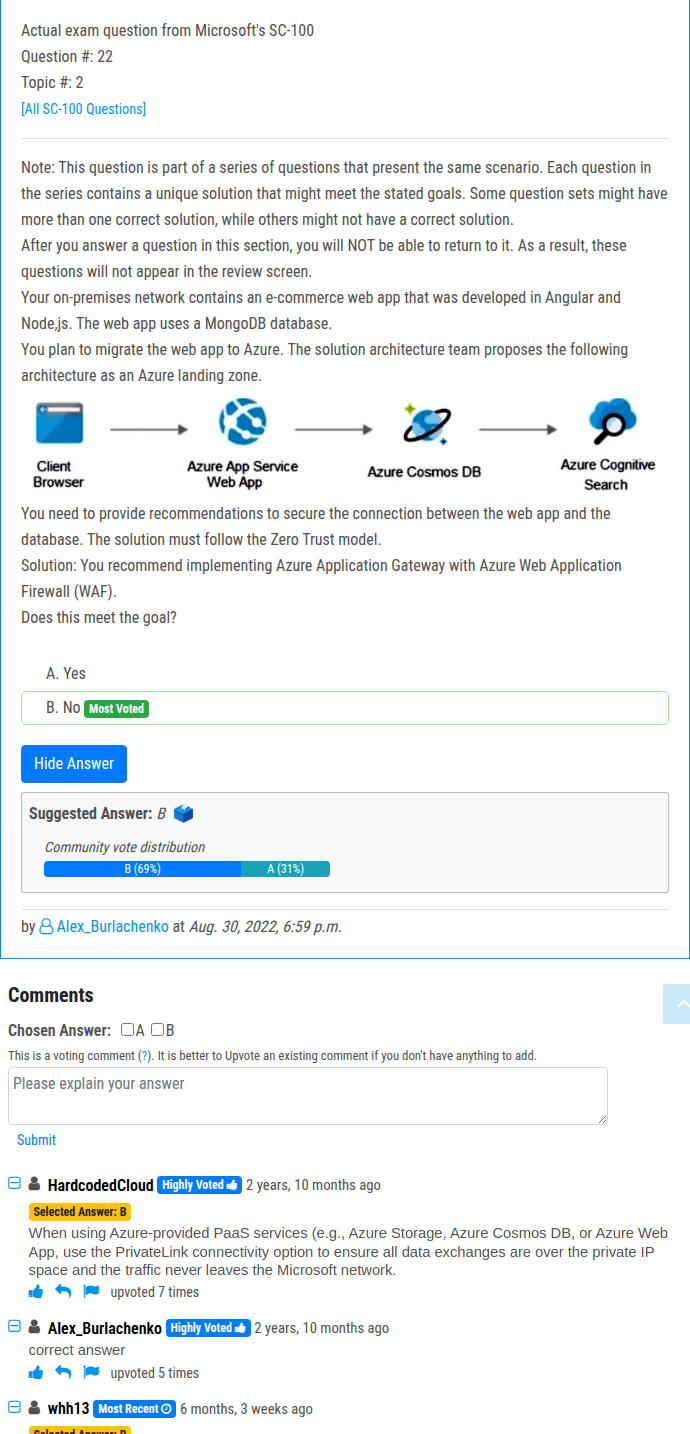 Actual exam question from Microsoft's SC-100
Question #: 22
Topic #: 2
[All SC-100 Questions]
Note: This question is part of a series of questions that present the same scenario. Each question in
the series contains a unique solution that might meet the stated goals. Some question sets might have
more than one correct solution, while others might not have a correct solution.
After you answer a question in this section, you will NOT be able to return to it. As a result, these
questions will not appear in the review screen.
Your on-premises network contains an e-commerce web app that was developed in Angular and
Node,js. The web app uses a MongoDB database.
You plan to migrate the web app to Azure. The solution architecture team proposes the following
architecture as an Azure landing zone.
Client
Browser
Azure App Service
Web App
Azure Cosmos DB
Azure Cognitive
Search
You need to provide recommendations to secure the connection between the web app and the
database. The solution must follow the Zero Trust model.
Solution: You recommend implementing Azure Application Gateway with Azure Web Application
Firewall (WAF).
Does this meet the goal?
A. Yes
B. No Most Voted
Hide Answer
Suggested Answer: B
Community vote distribution
B (69%) A (31%)
by Alex_Burlachenko at Aug. 30, 2022, 6:59 p.m.
Comments
Chosen Answer: A B
This is a voting comment (?). It is better to Upvote an existing comment if you don't have anything to add.
Please explain your answer
Submit
HardcodedCloud Highly Voted 2 years, 10 months ago
Selected Answer: B
When using Azure-provided PaaS services (e.g., Azure Storage, Azure Cosmos DB, or Azure Web
App, use the PrivateLink connectivity option to ensure all data exchanges are over the private IP
space and the traffic never leaves the Microsoft network.
upvoted 7 times
Alex_Burlachenko Highly Voted 2 years, 10 months ago
correct answer
upvoted 5 times
whh13 Most Recent 6 months, 3 weeks ago
Selected Answer: B